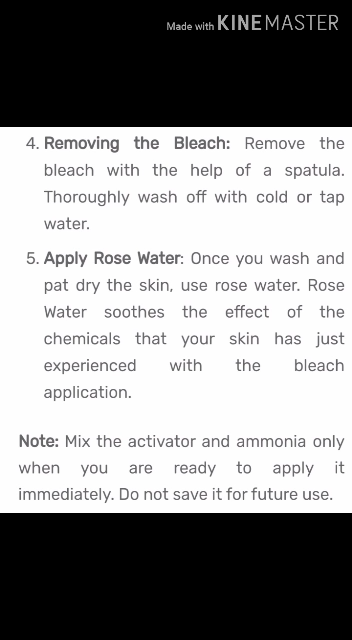 Made with KINEMASTER
4. Removing the Bleach: Remove the
bleach with the help of a spatula.
Thoroughly wash off with cold or tap
water.
5. Apply Rose Water: Once you wash and
pat dry the skin, use rose water. Rose
Water soothes the effect of the
chemicals that your skin has just
experienced with the bleach
application.
Note: Mix the activator and ammonia only
when you are ready to apply it
immediately. Do not save it for future use.